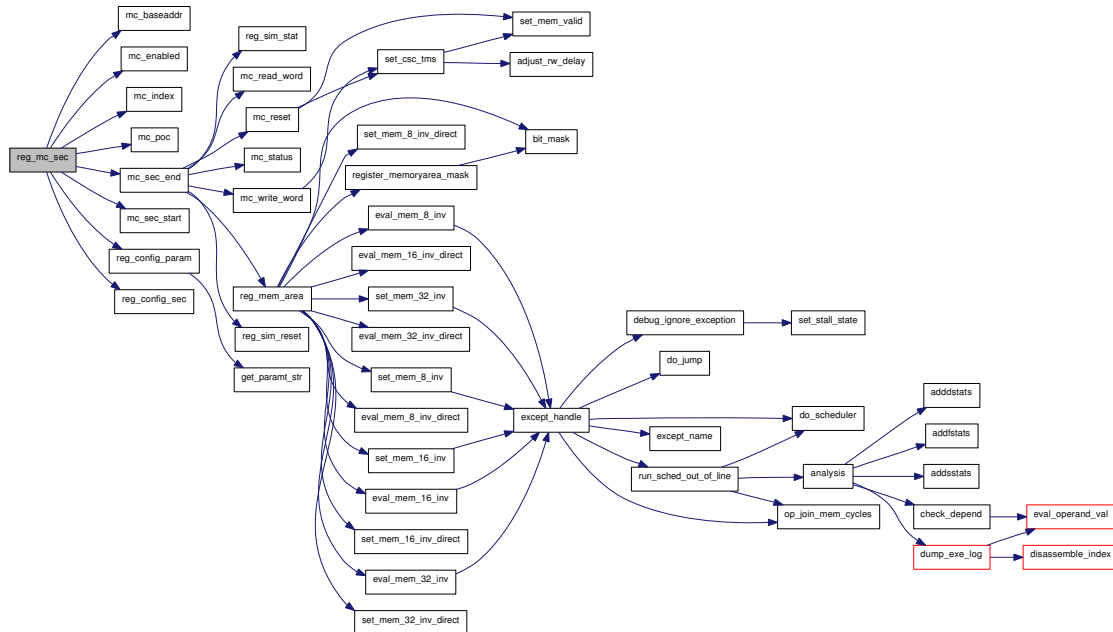 reg_mc_sec
mc_baseaddr
mc_enabled
mc_index
mc_poc
mc_sec_end
mc_sec_start
reg_config_param
reg_config_sec
reg_sim_stat
mc_read_word
mc_reset
mc_status
mc_write_word
reg_mem_area
reg_sim_reset
get_paramt_str
set_csc_tms
set_mem_8_inv_direct
register_memoryarea_mask
eval_mem_8_inv
eval_mem_16_inv_direct
set_mem_32_inv
eval_mem_32_inv_direct
set_mem_8_inv
eval_mem_8_inv_direct
set_mem_16_inv
eval_mem_16_inv
set_mem_16_inv_direct
eval_mem_32_inv
set_mem_32_inv_direct
set_mem_valid
adjust_rw_delay
bit_mask
except_handle
debug_ignore_exception
do_jump
except_name
run_sched_out_of_line
set_stall_state
do_scheduler
analysis
op_join_mem_cycles
adddstats
addfstats
addsstats
check_depend
dump_exe_log
eval_operand_val
disassemble_index